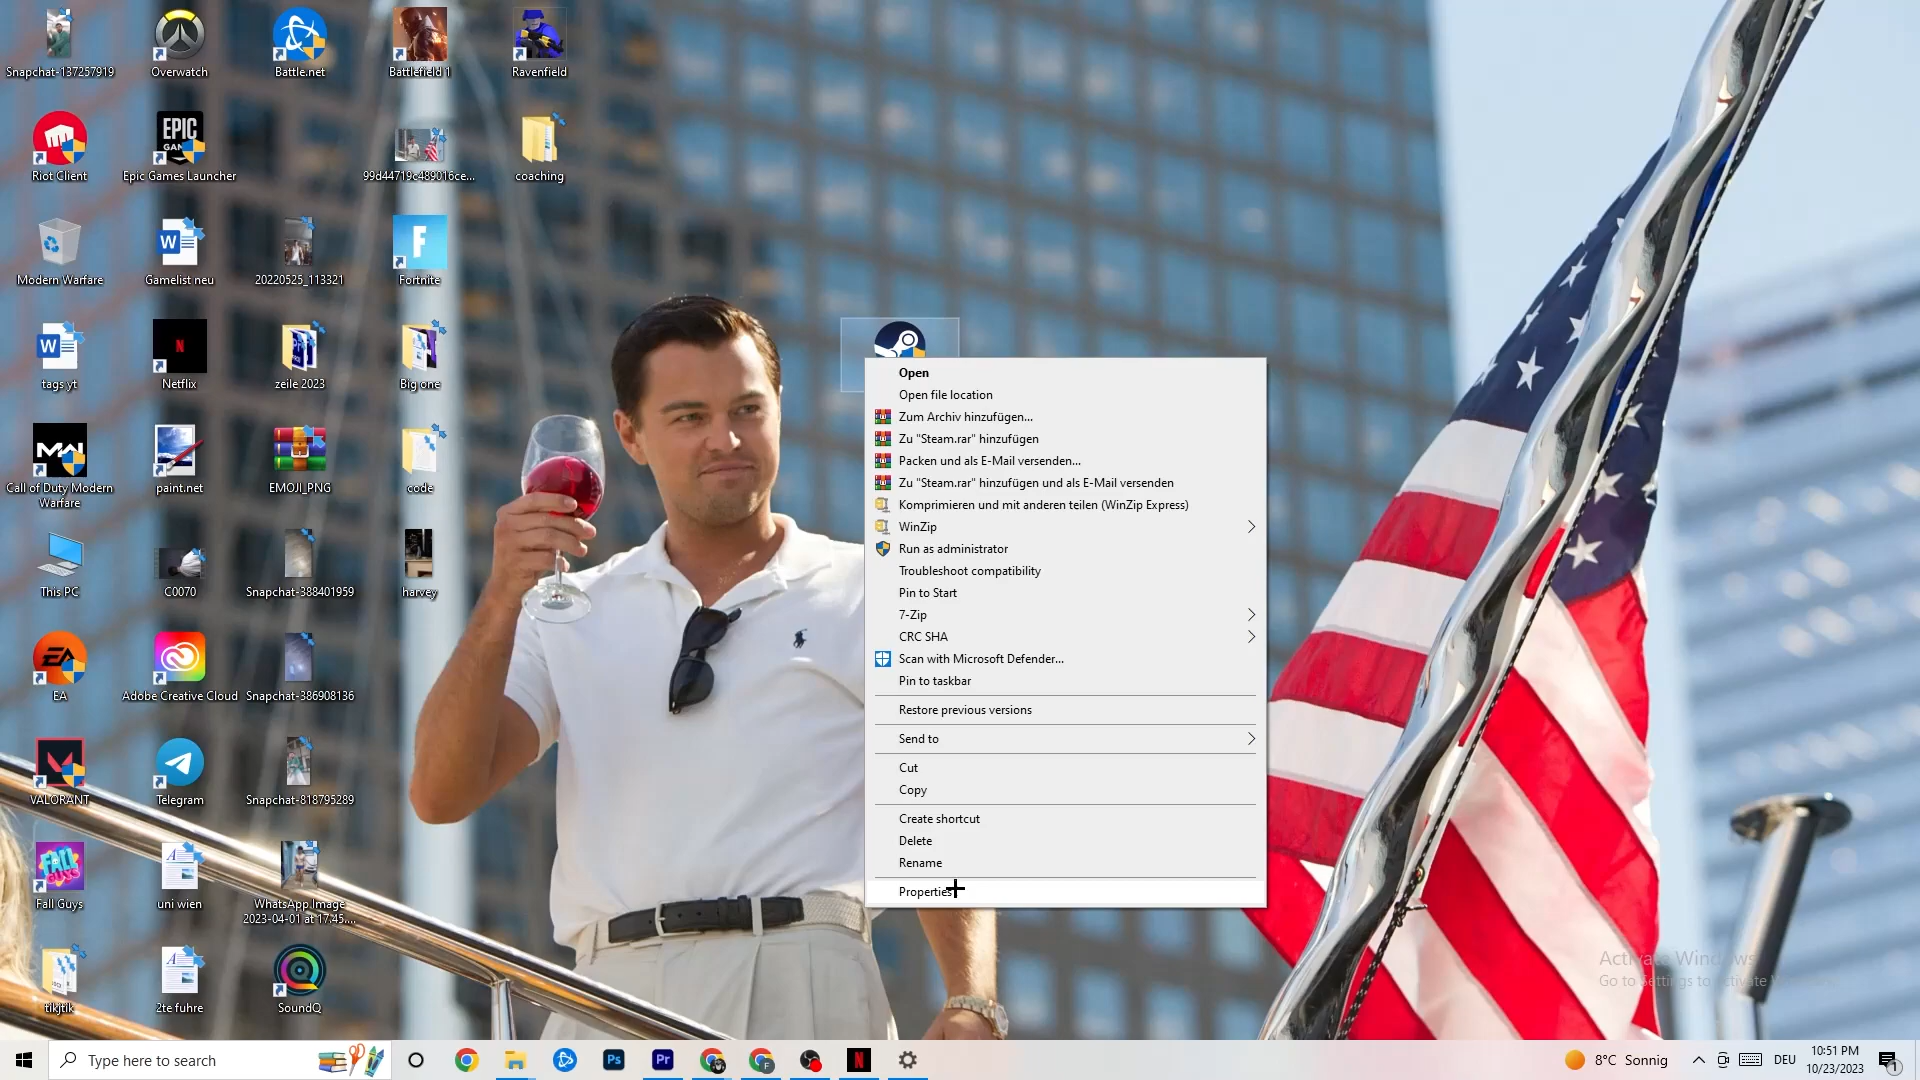 Snapchat-137257919
Overwatch
Battle.net
Battlefield 1
Ravenfield
Riot Client
EPIC
Epic Games Launcher
99d44719c489016ce...
coaching
Modern Warfare
Gamelist neu
20220525_113321
F
Fortnite
tags yt
N
Netflix
zeile 2023
Big one
Call of Duty Modern
Warfare
paint.net
EMOJI_PNG
code
This PC
C0070
Snapchat-388401959
harvey
EA
EA
Adobe Creative Cloud
Snapchat-386908136
VALORANT
Telegram
Snapchat-818795289
FALL
GUYS
Fall Guys
uni wien
WhatsApp Image
2023-04-01 at 17.45....
tikjtik
2te fuhre
SoundQ
Open
Open file location
Zum Archiv hinzufügen...
Zu "Steam.rar" hinzufügen
Packen und als E-Mail versenden...
Zu "Steam.rar" hinzufügen und als E-Mail versenden
Komprimieren und mit anderen teilen (WinZip Express)
WinZip
Run as administrator
Troubleshoot compatibility
Pin to Start
7-Zip
CRC SHA
Scan with Microsoft Defender...
Pin to taskbar
Restore previous versions
Send to
Cut
Copy
Create shortcut
Delete
Rename
Properties
Activate Windows
Go to Settings to activate
Type here to search
Ps
Pr
F
N
8°C Sonnig
DEU
10:51 PM
10/23/2023
1